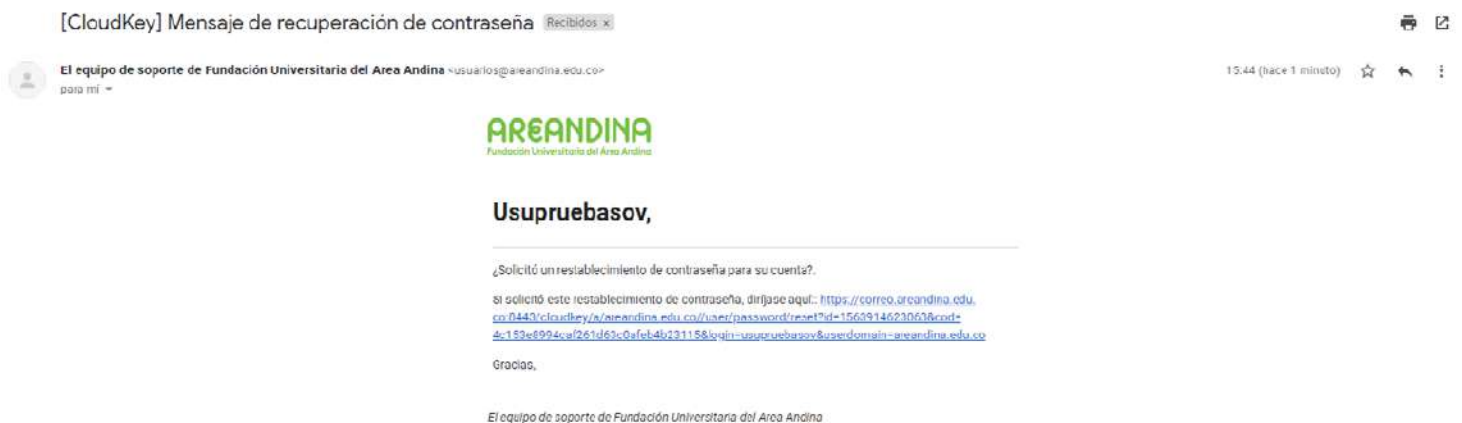 [CloudKey] Mensaje de recuperación de contraseña Recibidos x
El equipo de soporte de Fundación Universitaria del Area Andina <usuarios@areandina.edu.co>
15:44 (hace 1 minuto)
para mí
AREANDINA
Fundación Universitaria del Área Andina
Usupruebasov,
¿Solicitó un restablecimiento de contraseña para su cuenta?.
Si solicitó este restablecimiento de contraseña, diríjase aquí:: https://correo.areandina.edu.
co:8443/cloudkey/a/areandina.edu.co//user/password/reset?id=1563914623063&cod=
4c153e8994caf261d63c0afeb4b23115&login=usupruebasov&userdomain=areandina.edu.co
Gracias,
El equipo de soporte de Fundación Universitaria del Area Andina